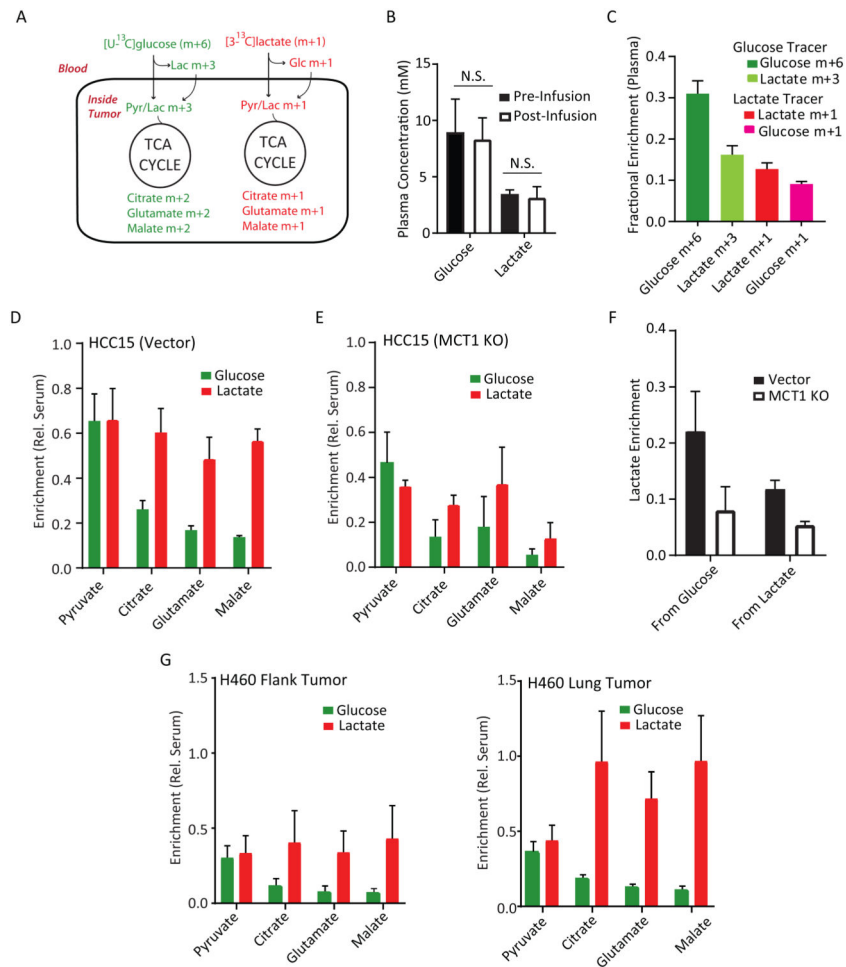 A
[U-¹³C]glucose (m+6)
[3-¹³C]lactate (m+1)
Lac m+3
Glc m+1
Blood
Inside
Tumor
Pyr/Lac m+3
Pyr/Lac m+1
TCA
CYCLE
TCA
CYCLE
Citrate m+2
Glutamate m+2
Malate m+2
Citrate m+1
Glutamate m+1
Malate m+1
B
Plasma Concentration (mM)
15
10
5
0
N.S.
N.S.
Pre-Infusion
Post-Infusion
Glucose
Lactate
C
Fractional Enrichment (Plasma)
0.4
0.3
0.2
0.1
0.0
Glucose Tracer
Glucose m+6
Lactate m+3
Lactate Tracer
Lactate m+1
Glucose m+1
Glucose m+6
Lactate m+3
Lactate m+1
Glucose m+1
D
HCC15 (Vector)
Enrichment (Rel. Serum)
1.0
0.8
0.6
0.4
0.2
0.0
Glucose
Lactate
Pyruvate
Citrate
Glutamate
Malate
E
HCC15 (MCT1 KO)
Enrichment (Rel. Serum)
1.0
0.8
0.6
0.4
0.2
0.0
Glucose
Lactate
Pyruvate
Citrate
Glutamate
Malate
F
Lactate Enrichment
0.4
0.3
0.2
0.1
0.0
Vector
MCT1 KO
From Glucose
From Lactate
G
H460 Flank Tumor
Enrichment (Rel. Serum)
1.5
1.0
0.5
0.0
Glucose
Lactate
Pyruvate
Citrate
Glutamate
Malate
H460 Lung Tumor
Enrichment (Rel. Serum)
1.5
1.0
0.5
0.0
Glucose
Lactate
Pyruvate
Citrate
Glutamate
Malate